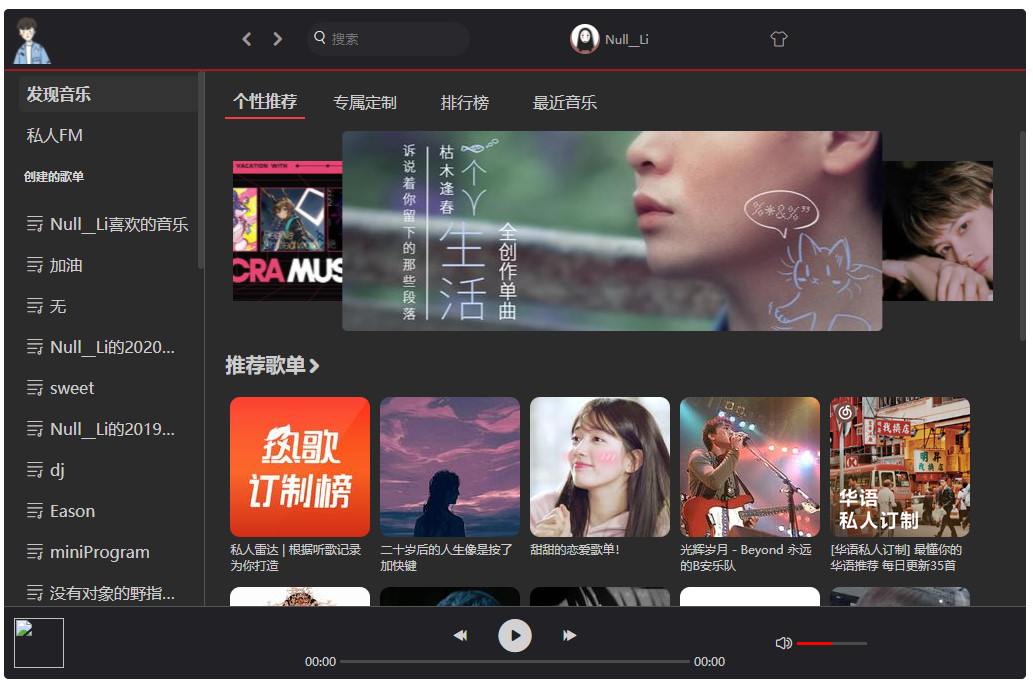 搜索
Null__Li
发现音乐
私人FM
创建的歌单
Null__Li喜欢的音乐
加油
无
Null__Li的2020...
sweet
Null__Li的2019...
dj
Eason
miniProgram
没有对象的野指...
个性推荐
专属定制
排行榜
最近音乐
VACATION WITH
CRA MUS
诉说着你留下的那些段落
枯木逢春
一个人
生活
全创作单曲
%*&%"
推荐歌单
热歌
订制榜
私人雷达 | 根据听歌记录
为你打造
二十岁后的人生像是按了
加快键
甜甜的恋爱歌单!
光辉岁月 - Beyond 永远
的B安乐队
我換店
明昇
找換店
华语
私人订制
[华语私人订制] 最懂你的
华语推荐 每日更新35首
00:00
00:00